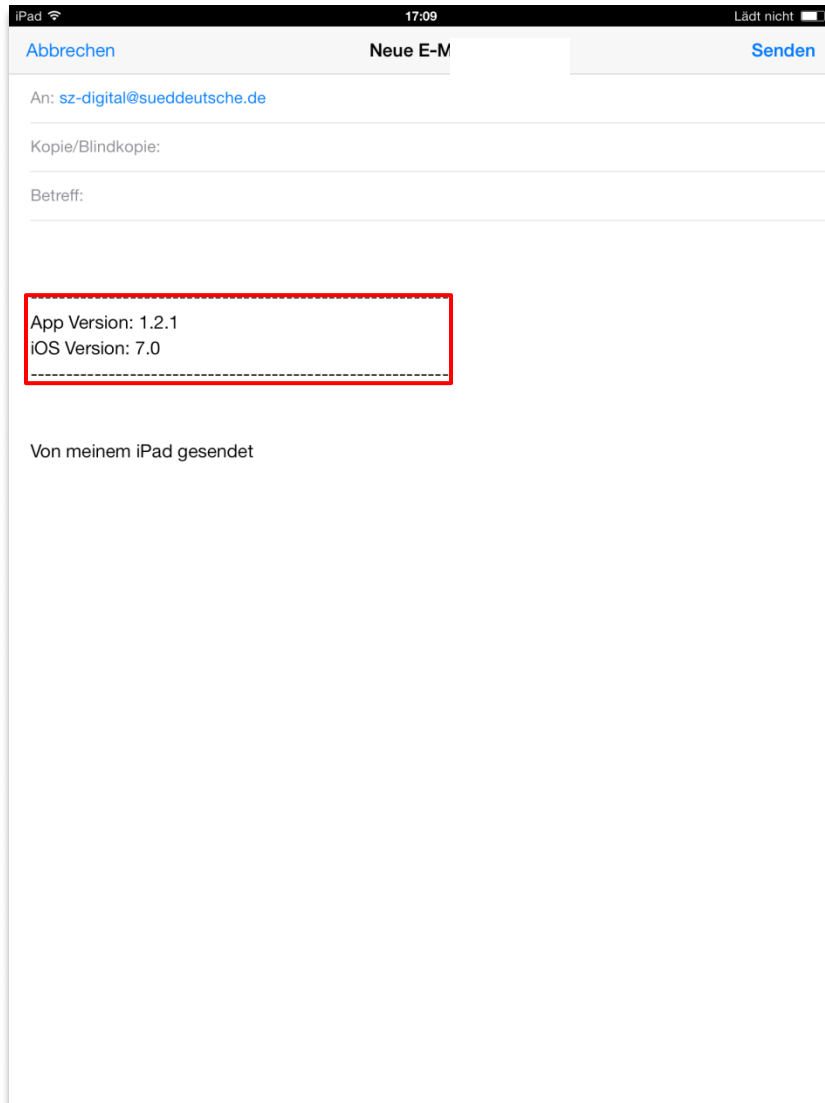 iPad 17:09 Lädt nicht
Abbrechen Neue E-M Senden
An: sz-digital@sueddeutsche.de
Kopie/Blindkopie:
Betreff:
------------------------------------------------------------
App Version: 1.2.1
iOS Version: 7.0
------------------------------------------------------------
Von meinem iPad gesendet